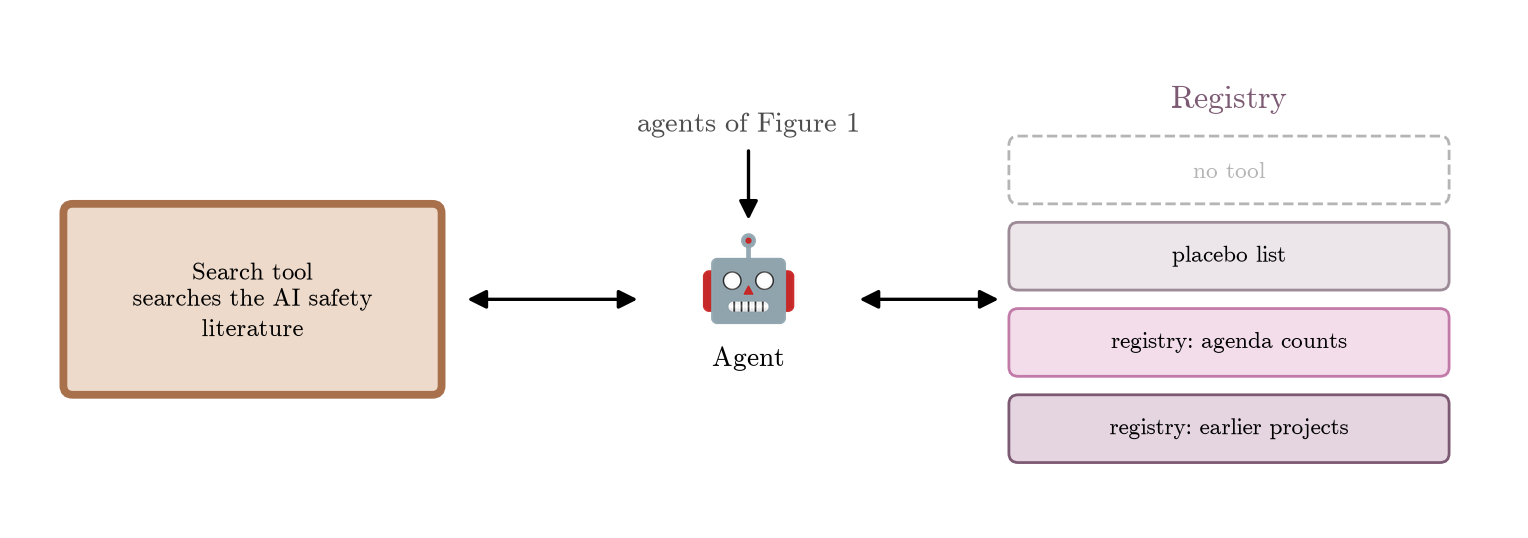 agents of Figure 1
Search tool
searches the AI safety
literature
Agent
Registry
no tool
placebo list
registry: agenda counts
registry: earlier projects